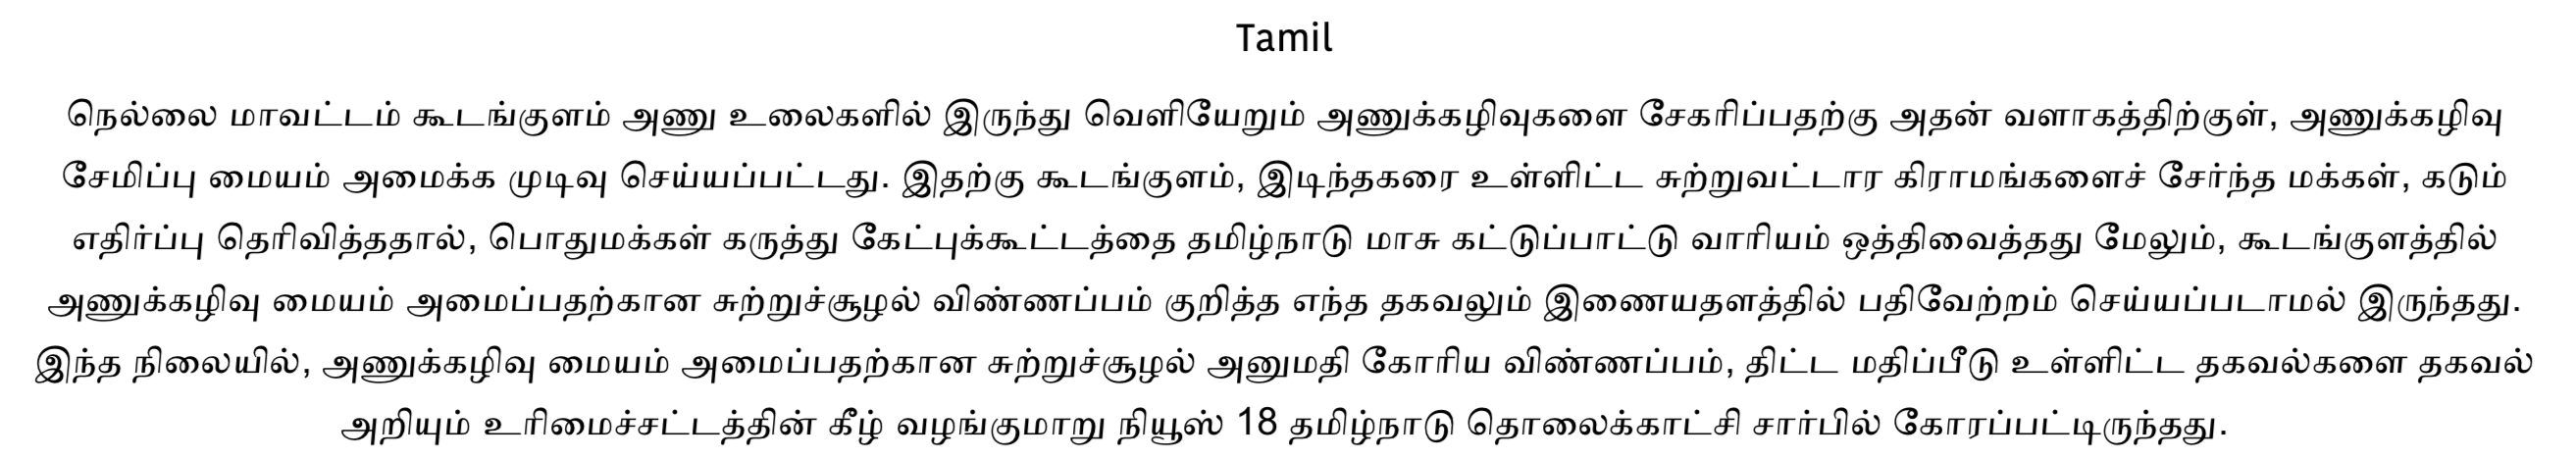 Tamil
நெல்லை மாவட்டம் கூடங்குளம் அணு உலைகளில் இருந்து வெளியேறும் அணுக்கழிவுகளை சேகரிப்பதற்கு அதன் வளாகத்திற்குள், அணுக்கழிவு
சேமிப்பு மையம் அமைக்க முடிவு செய்யப்பட்டது. இதற்கு கூடங்குளம், இடிந்தகரை உள்ளிட்ட சுற்றுவட்டார கிராமங்களைச் சேர்ந்த மக்கள், கடும்
எதிர்ப்பு தெரிவித்ததால், பொதுமக்கள் கருத்து கேட்புக்கூட்டத்தை தமிழ்நாடு மாசு கட்டுப்பாட்டு வாரியம் ஒத்திவைத்தது மேலும், கூடங்குளத்தில்
அணுக்கழிவு மையம் அமைப்பதற்கான சுற்றுச்சூழல் விண்ணப்பம் குறித்த எந்த தகவலும் இணையதளத்தில் பதிவேற்றம் செய்யப்படாமல் இருந்தது.
இந்த நிலையில், அணுக்கழிவு மையம் அமைப்பதற்கான சுற்றுச்சூழல் அனுமதி கோரிய விண்ணப்பம், திட்ட மதிப்பீடு உள்ளிட்ட தகவல்களை தகவல்
அறியும் உரிமைச்சட்டத்தின் கீழ் வழங்குமாறு நியூஸ் 18 தமிழ்நாடு தொலைக்காட்சி சார்பில் கோரப்பட்டிருந்தது.